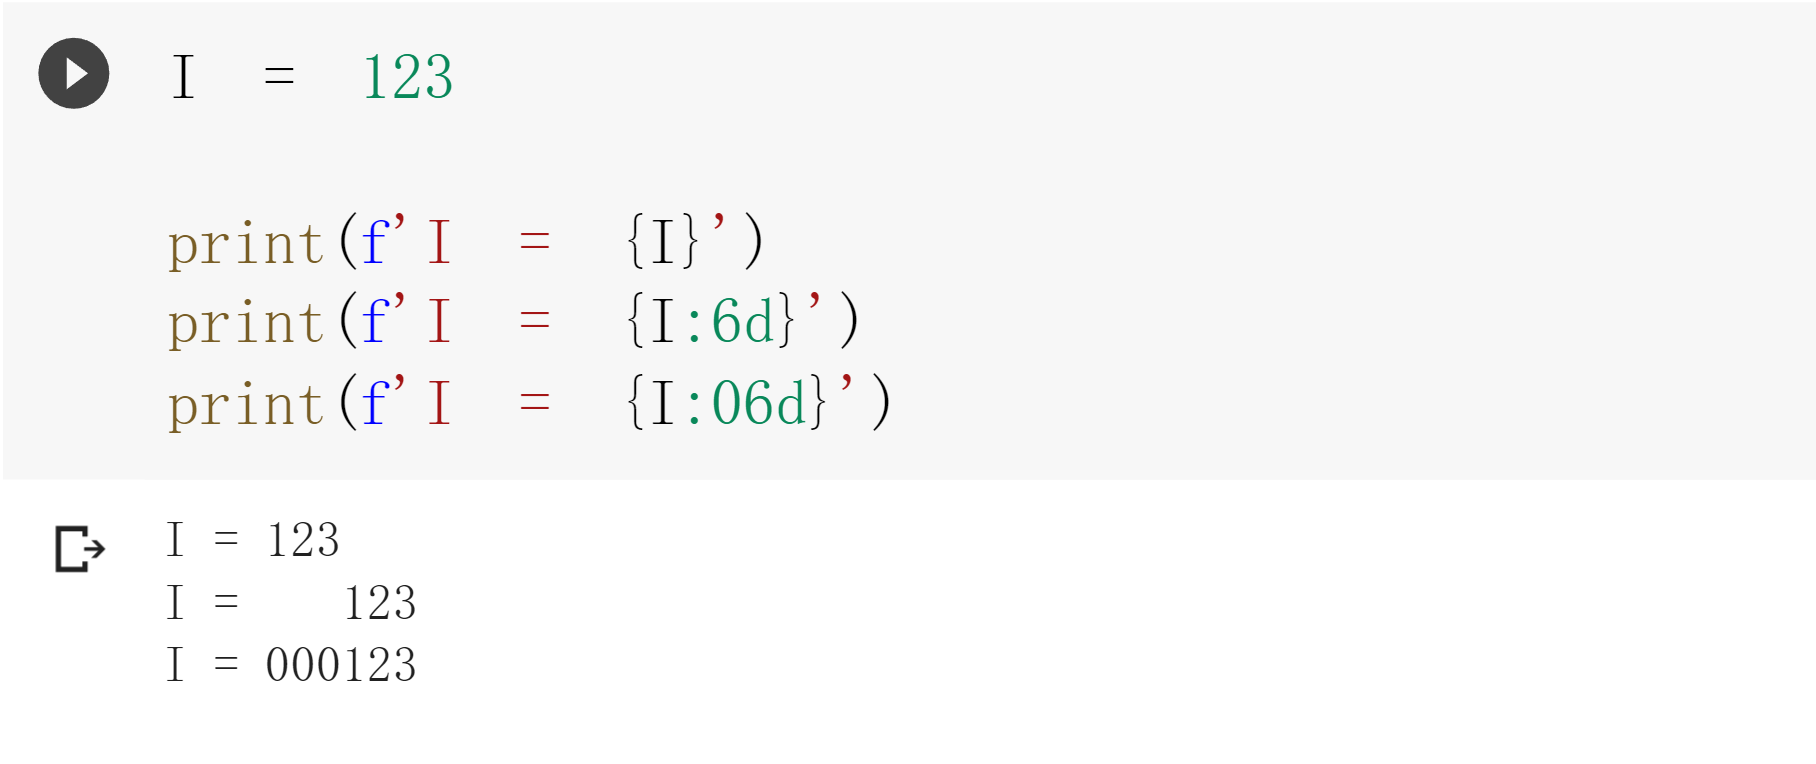 I = 123
print(f'I = {I}')
print(f'I = {I:6d}')
print(f'I = {I:06d}')
I = 123
I =    123
I = 000123